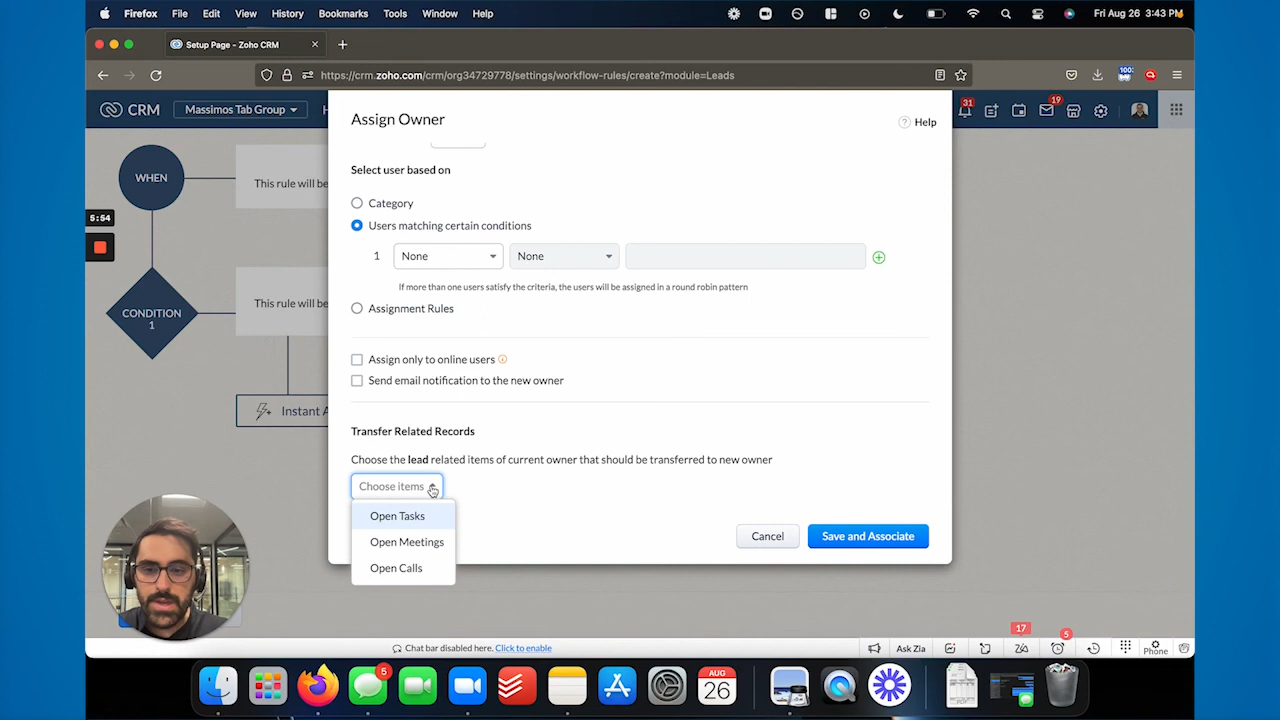 Firefox File Edit View History Bookmarks Tools Window Help Fri Aug 26 3:43 PM
Setup Page - Zoho CRM
https://crm.zoho.com/crm/org34729778/settings/workflow-rules/create?module=Leads
100
CRM Massimos Tab Group H
31
19
Assign Owner
Help
Select user based on
WHEN
This rule will be
Category
5:54
Users matching certain conditions
1 None None
If more than one users satisfy the criteria, the users will be assigned in a round robin pattern
Assignment Rules
CONDITION
1
This rule will be
Assign only to online users
Send email notification to the new owner
Instant A
Transfer Related Records
Choose the lead related items of current owner that should be transferred to new owner
Choose items
Open Tasks
Open Meetings
Open Calls
Cancel Save and Associate
17
5
Chat bar disabled here. Click to enable
Ask Zia
Phone
5
AUG
26
PDF